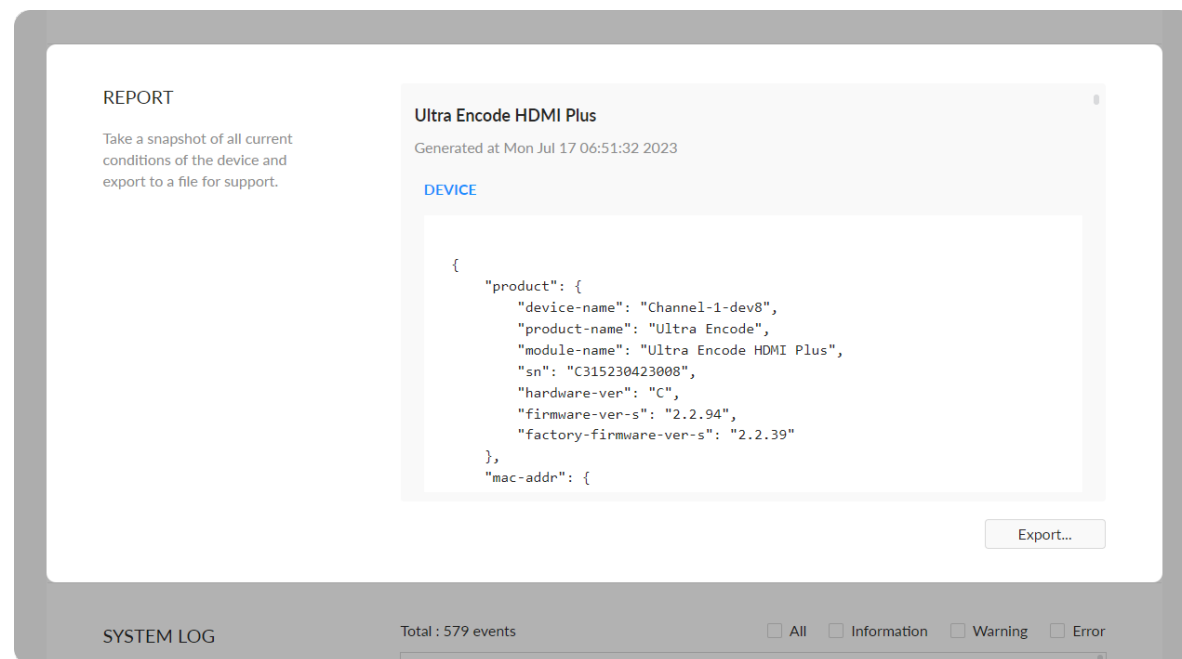 REPORT
Take a snapshot of all current
conditions of the device and
export to a file for support.
Ultra Encode HDMI Plus
Generated at Mon Jul 17 06:51:32 2023
DEVICE
{
"product": {
"device-name": "Channel-1-dev8",
"product-name": "Ultra Encode",
"module-name": "Ultra Encode HDMI Plus",
"sn": "C315230423008",
"hardware-ver": "C",
"firmware-ver-s": "2.2.94",
"factory-firmware-ver-s": "2.2.39"
},
"mac-addr": {
Export...
SYSTEM LOG
Total : 579 events
All Information Warning Error